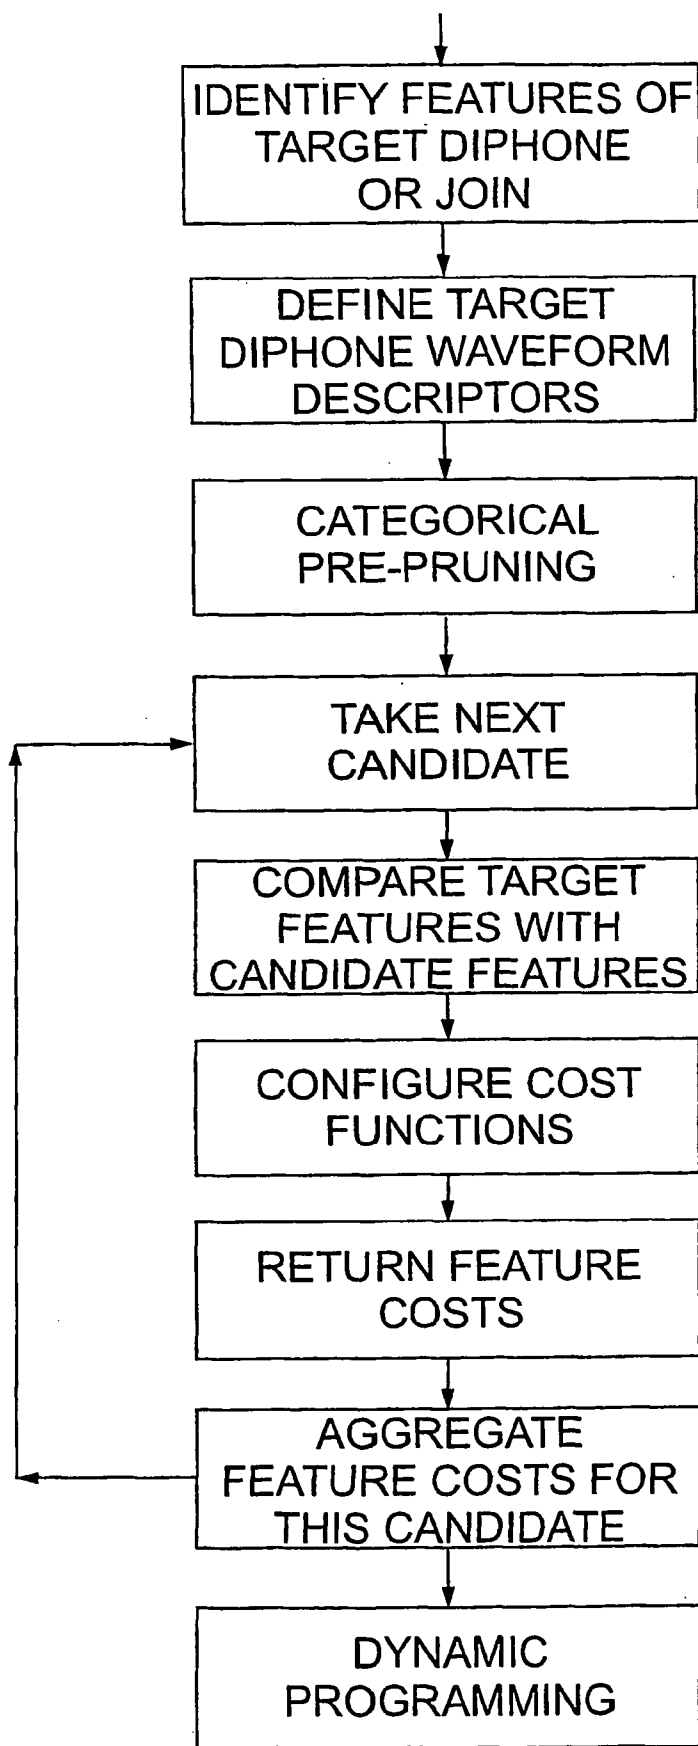 IDENTIFY FEATURES OF
TARGET DIPHONE
OR JOIN
DEFINE TARGET
DIPHONE WAVEFORM
DESCRIPTORS
CATEGORICAL
PRE-PRUNING
TAKE NEXT
CANDIDATE
COMPARE TARGET
FEATURES WITH
CANDIDATE FEATURES
CONFIGURE COST
FUNCTIONS
RETURN FEATURE
COSTS
AGGREGATE
FEATURE COSTS FOR
THIS CANDIDATE
DYNAMIC
PROGRAMMING